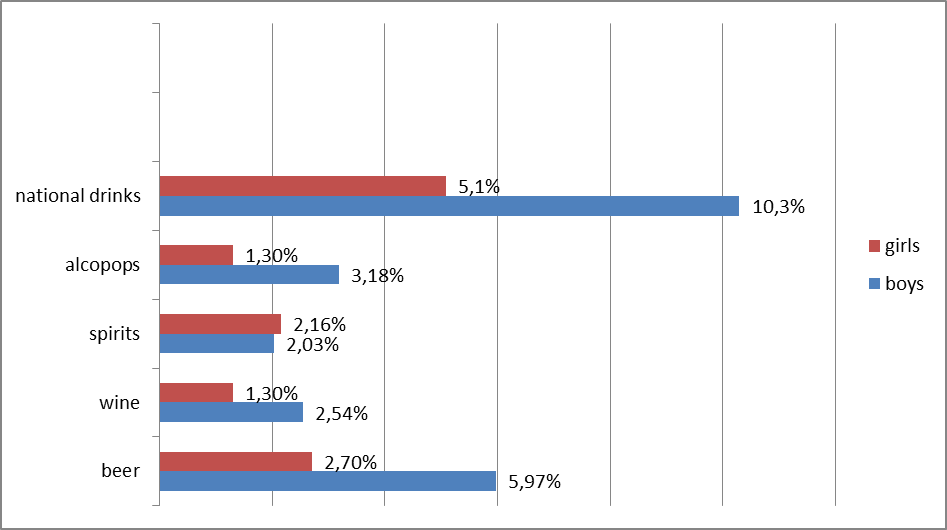 national drinks
5,1%
10,3%
alcopops
1,30%
3,18%
spirits
2,16%
2,03%
wine
1,30%
2,54%
beer
2,70%
5,97%
girls
boys